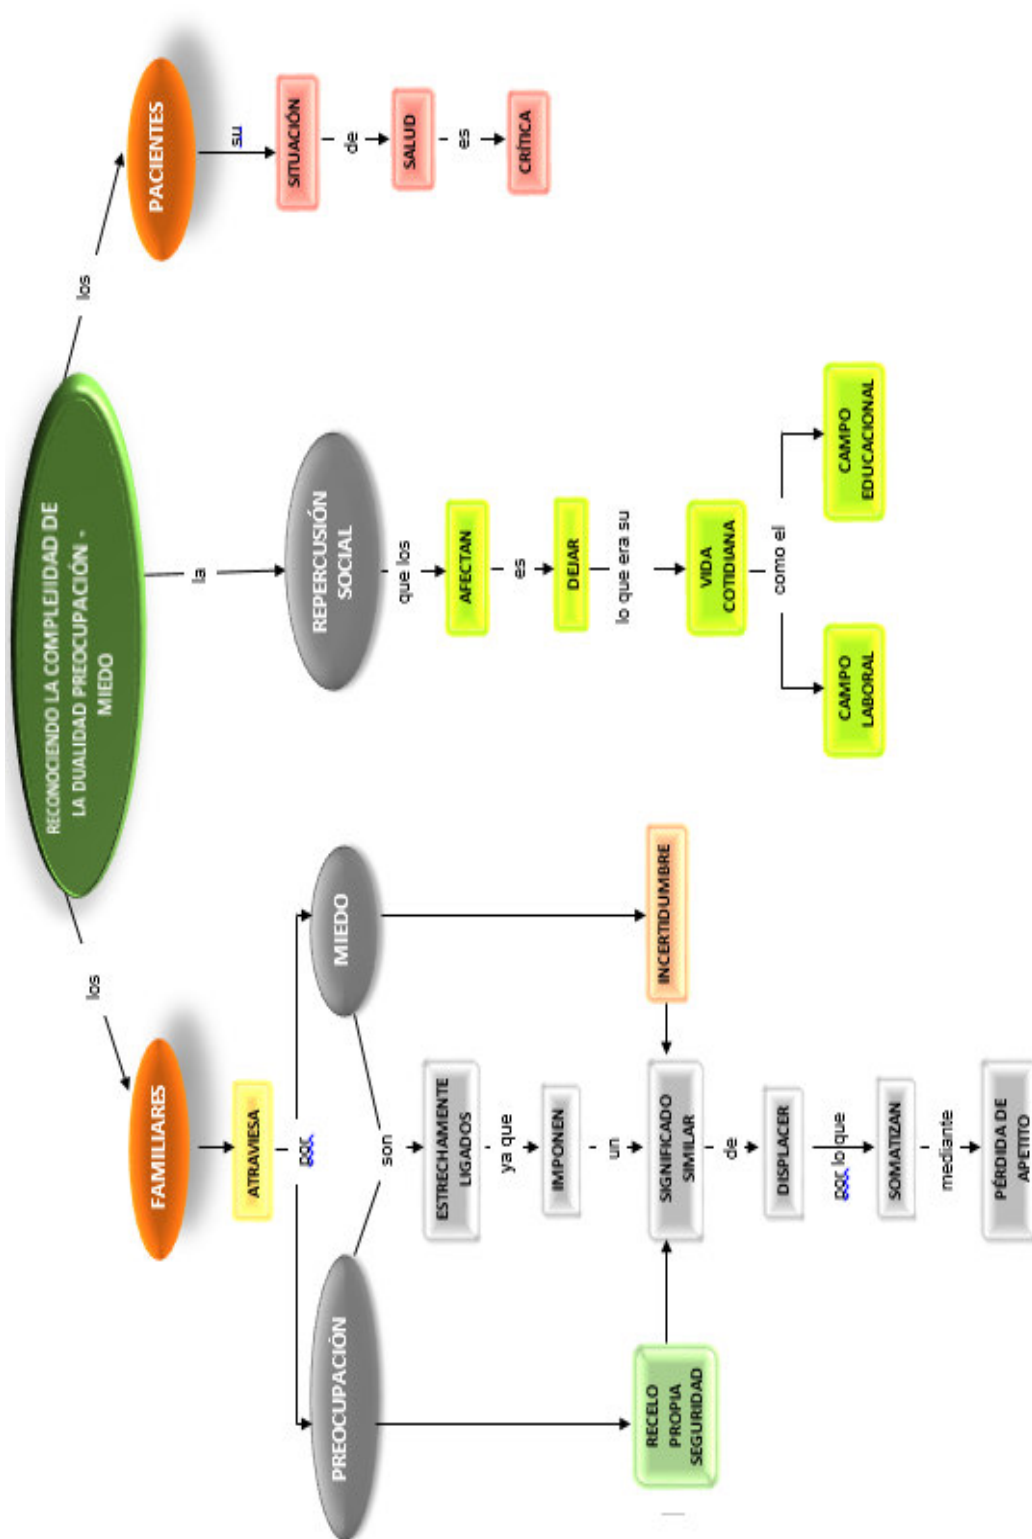 RECONOCIENDO LA COMPLEJIDAD DE
LA DUALIDAD PREOCUPACIÓN -
MIEDO
los
la
los
FAMILIARES
ATRAVIESA
por
PREOCUPACIÓN
MIEDO
son
ESTRECHAMENTE
LIGADOS
ya que
IMPONEN
un
RECELO
PROPIA
SEGURIDAD
SIGNIFICADO
SIMILAR
INCERTIDUMBRE
de
DISPLACER
por lo que
SOMATIZAN
mediante
PÉRDIDA DE
APETITO
REPERCUSIÓN
SOCIAL
que los
AFECTAN
es
DEJAR
lo que era su
VIDA
COTIDIANA
como el
CAMPO
LABORAL
CAMPO
EDUCACIONAL
PACIENTES
su
SITUACIÓN
de
SALUD
es
CRÍTICA